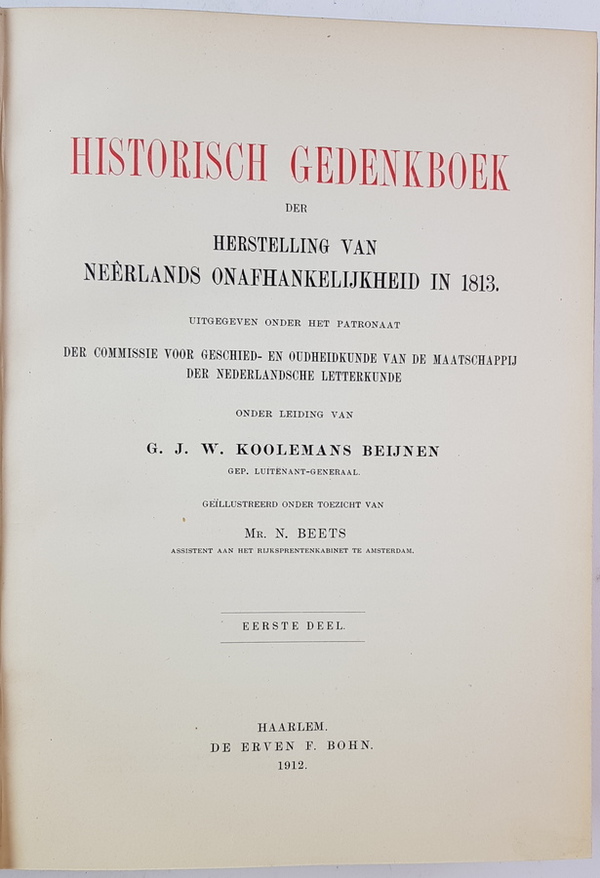 HISTORISCH GEDENKBOEK
DER
HERSTELLING VAN
NEÊRLANDS ONAFHANKELIJKHEID IN 1813.
UITGEGEVEN ONDER HET PATRONAAT
DER COMMISSIE VOOR GESCHIED- EN OUDHEIDKUNDE VAN DE MAATSCHAPPIJ
DER NEDERLANDSCHE LETTERKUNDE
ONDER LEIDING VAN
G. J. W. KOOLEMANS BEIJNEN
GEP. LUITENANT-GENERAAL.
GEÏLLUSTREERD ONDER TOEZICHT VAN
MR. N. BEETS
ASSISTENT AAN HET RIJKSPRENTENKABINET TE AMSTERDAM.
EERSTE DEEL.
HAARLEM.
DE ERVEN F. BOHN.
1912.